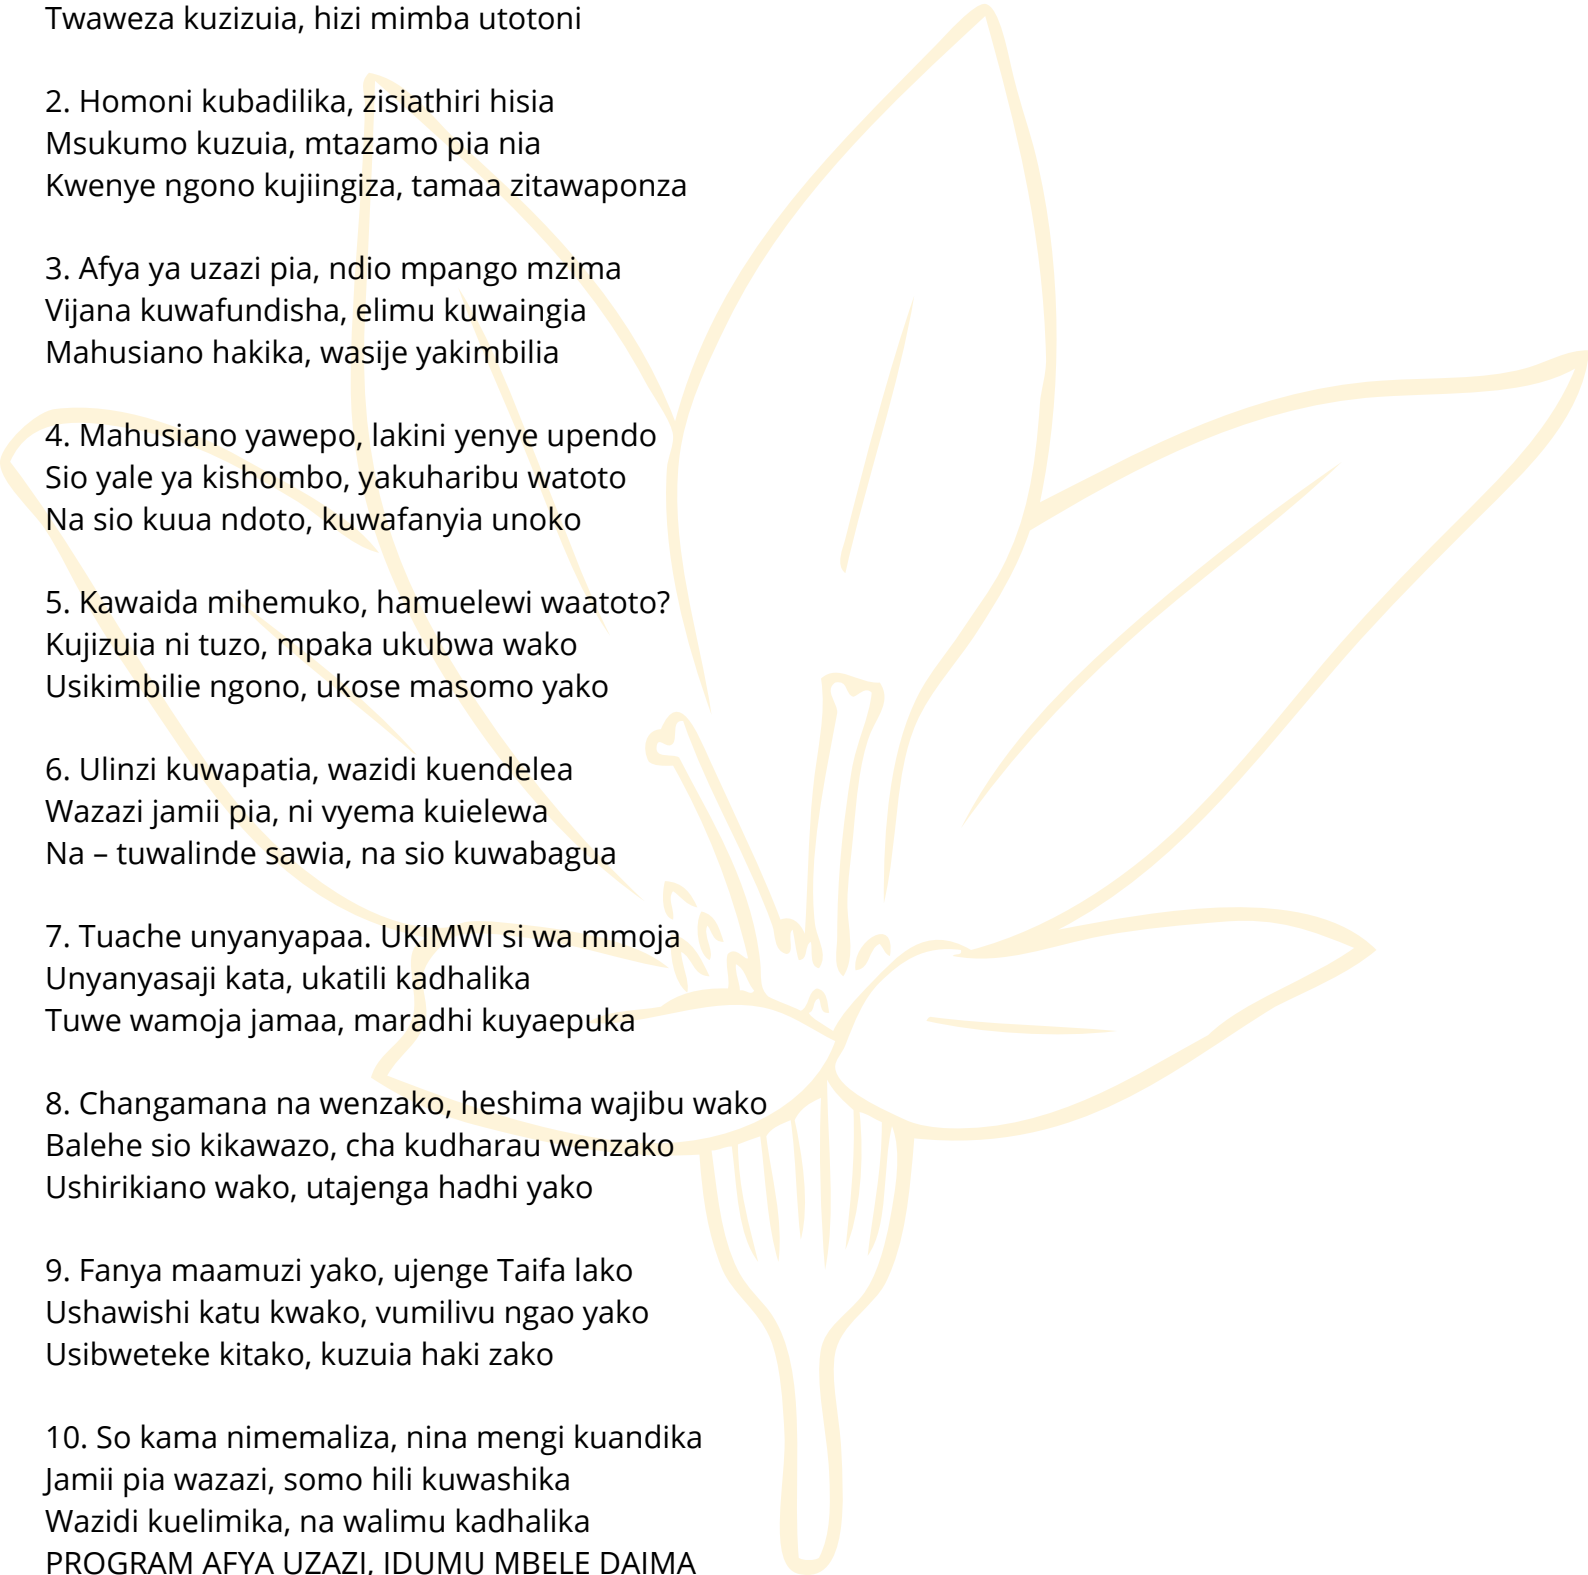 Twaweza kuzizuia, hizi mimba utotoni
2. Homoni kubadilika, zisiathiri hisia
Msukumo kuzuia, mtazamo pia nia
Kwenye ngono kujiingiza, tamaa zitawaponza
3. Afya ya uzazi pia, ndio mpango mzima
Vijana kuwafundisha, elimu kuwaingia
Mahusiano hakika, wasije yakimbilia
4. Mahusiano yawepo, lakini yenye upendo
Sio yale ya kishombo, yakuharibu watoto
Na sio kuua ndoto, kuwafanyia unoko
5. Kawaida mihemuko, hamuelewi waatoto?
Kujizuia ni tuzo, mpaka ukubwa wako
Usikimbilie ngono, ukose masomo yako
6. Ulinzi kuwapatia, wazidi kuendelea
Wazazi jamii pia, ni vyema kuielewa
Na – tuwalinde sawia, na sio kuwabagua
7. Tuache unyanyapaa. UKIMWI si wa mmoja
Unyanyasaji kata, ukatili kadhalika
Tuwe wamoja jamaa, maradhi kuyaepuka
8. Changamana na wenzako, heshima wajibu wako
Balehe sio kikawazo, cha kudharau wenzako
Ushirikiano wako, utajenga hadhi yako
9. Fanya maamuzi yako, ujenge Taifa lako
Ushawishi katu kwako, vumilivu ngao yako
Usibweteke kitako, kuzuia haki zako
10. So kama nimemaliza, nina mengi kuandika
Jamii pia wazazi, somo hili kuwashika
Wazidi kuelimika, na walimu kadhalika
PROGRAM AFYA UZAZI, IDUMU MBELE DAIMA